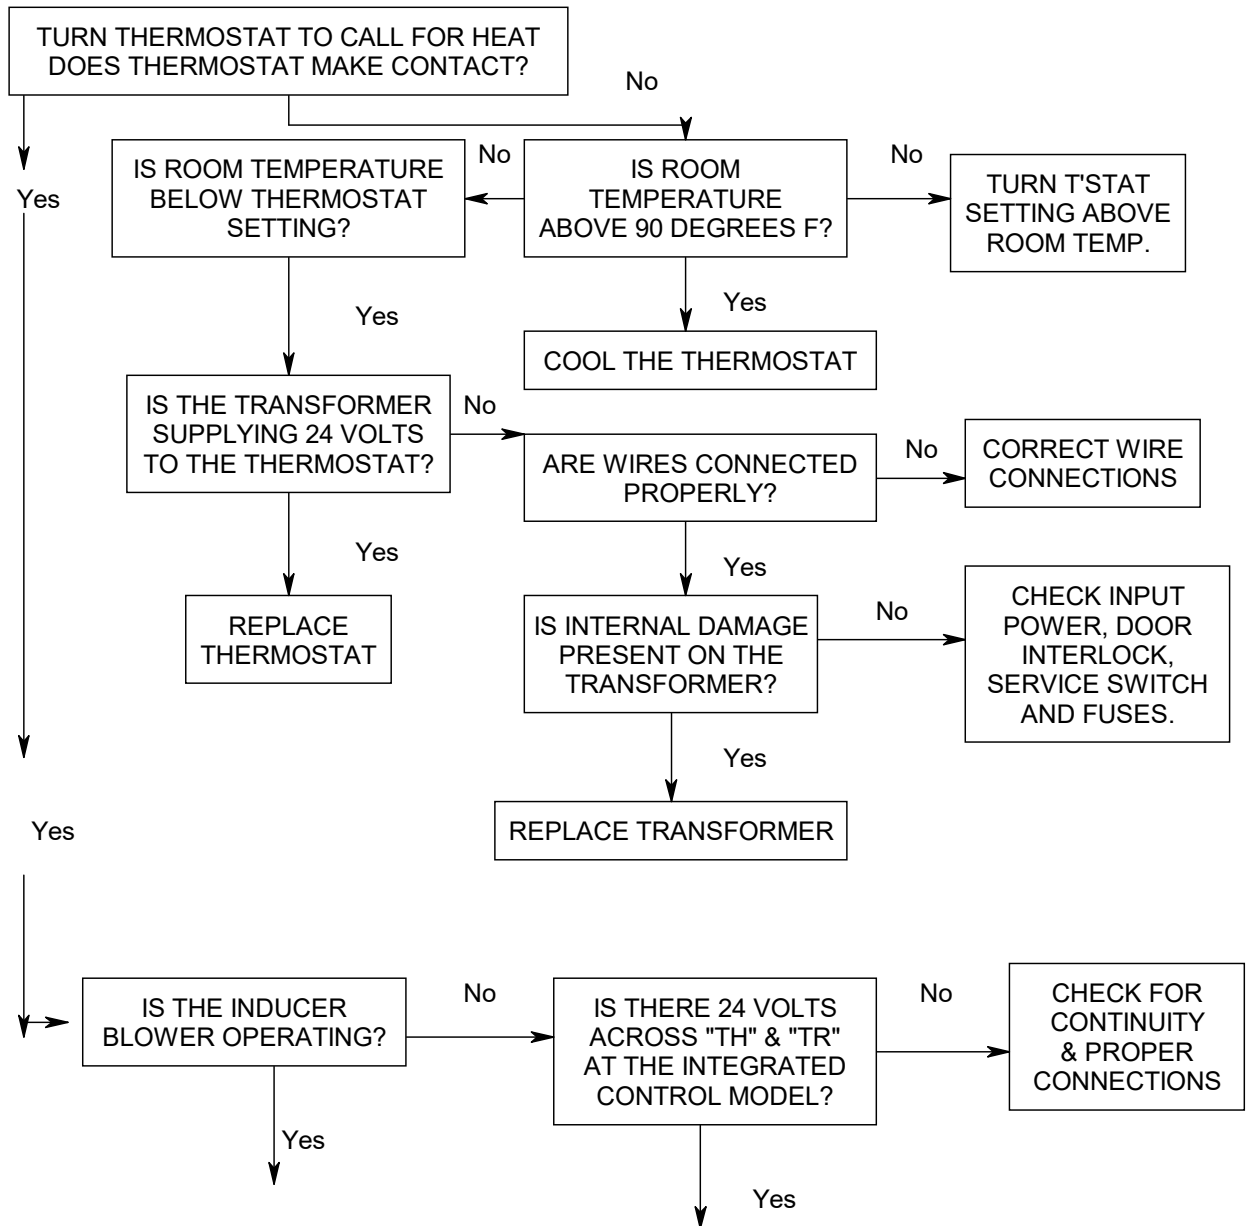 TURN THERMOSTAT TO CALL FOR HEAT
DOES THERMOSTAT MAKE CONTACT?
No
Yes
IS ROOM TEMPERATURE
BELOW THERMOSTAT
SETTING?
No
IS ROOM
TEMPERATURE
ABOVE 90 DEGREES F?
No
TURN T'STAT
SETTING ABOVE
ROOM TEMP.
Yes
Yes
COOL THE THERMOSTAT
IS THE TRANSFORMER
SUPPLYING 24 VOLTS
TO THE THERMOSTAT?
No
ARE WIRES CONNECTED
PROPERLY?
No
CORRECT WIRE
CONNECTIONS
Yes
Yes
REPLACE
THERMOSTAT
IS INTERNAL DAMAGE
PRESENT ON THE
TRANSFORMER?
No
CHECK INPUT
POWER, DOOR
INTERLOCK,
SERVICE SWITCH
AND FUSES.
Yes
REPLACE TRANSFORMER
Yes
IS THE INDUCER
BLOWER OPERATING?
No
IS THERE 24 VOLTS
ACROSS "TH" & "TR"
AT THE INTEGRATED
CONTROL MODEL?
No
CHECK FOR
CONTINUITY
& PROPER
CONNECTIONS
Yes
Yes